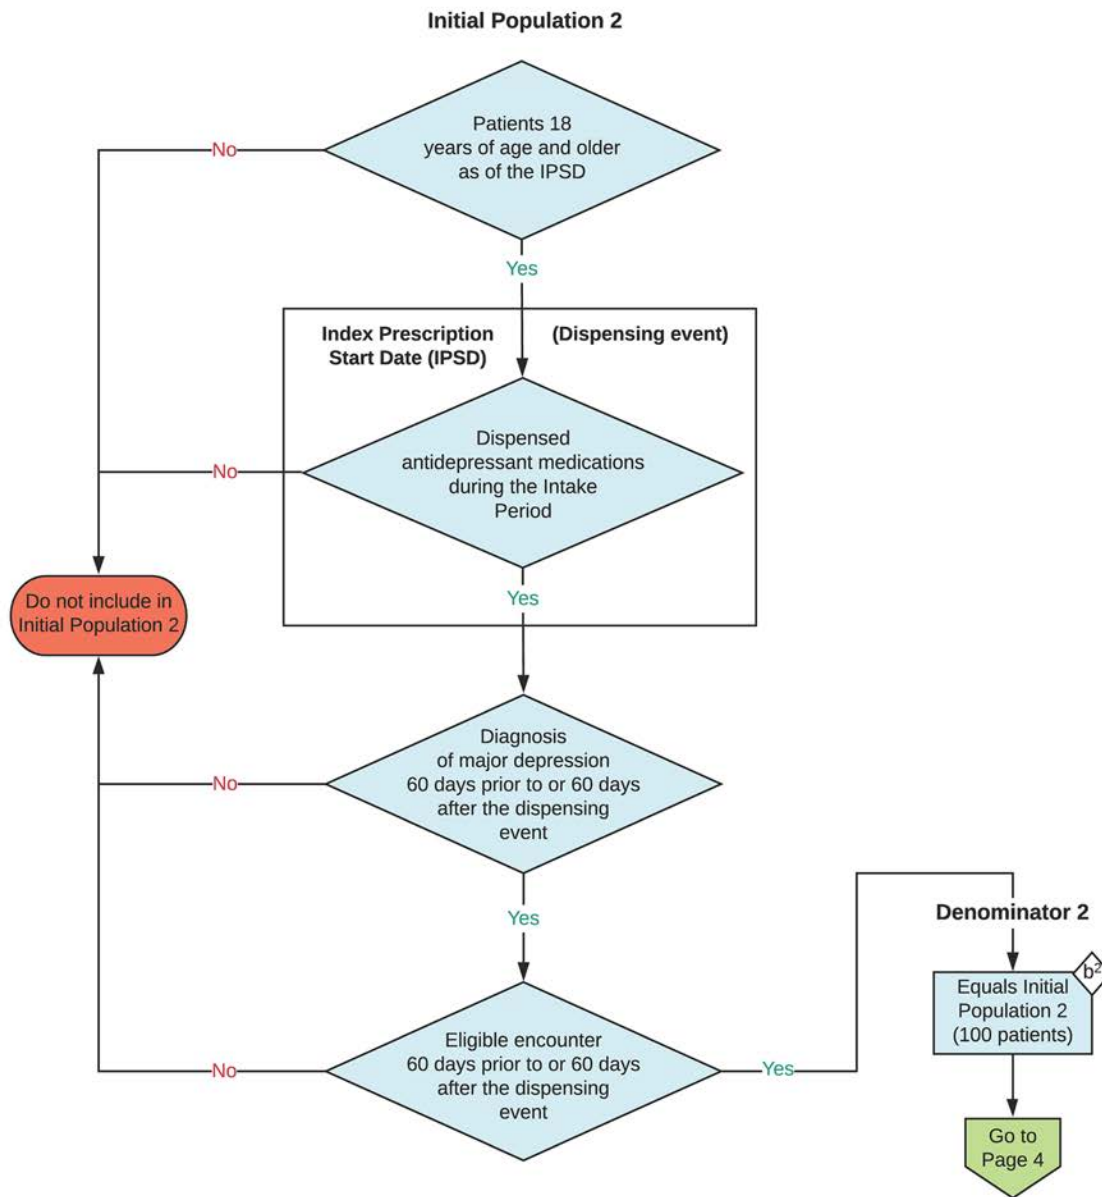 Initial Population 2
Patients 18
years of age and older
as of the IPSD
No
Yes
Index Prescription
Start Date (IPSD)
(Dispensing event)
Dispensed
antidepressant medications
during the Intake
Period
No
Yes
Do not include in
Initial Population 2
Diagnosis
of major depression
60 days prior to or 60 days
after the dispensing
event
No
Yes
Eligible encounter
60 days prior to or 60 days
after the dispensing
event
No
Yes
Denominator 2
b²
Equals Initial
Population 2
(100 patients)
Go to
Page 4